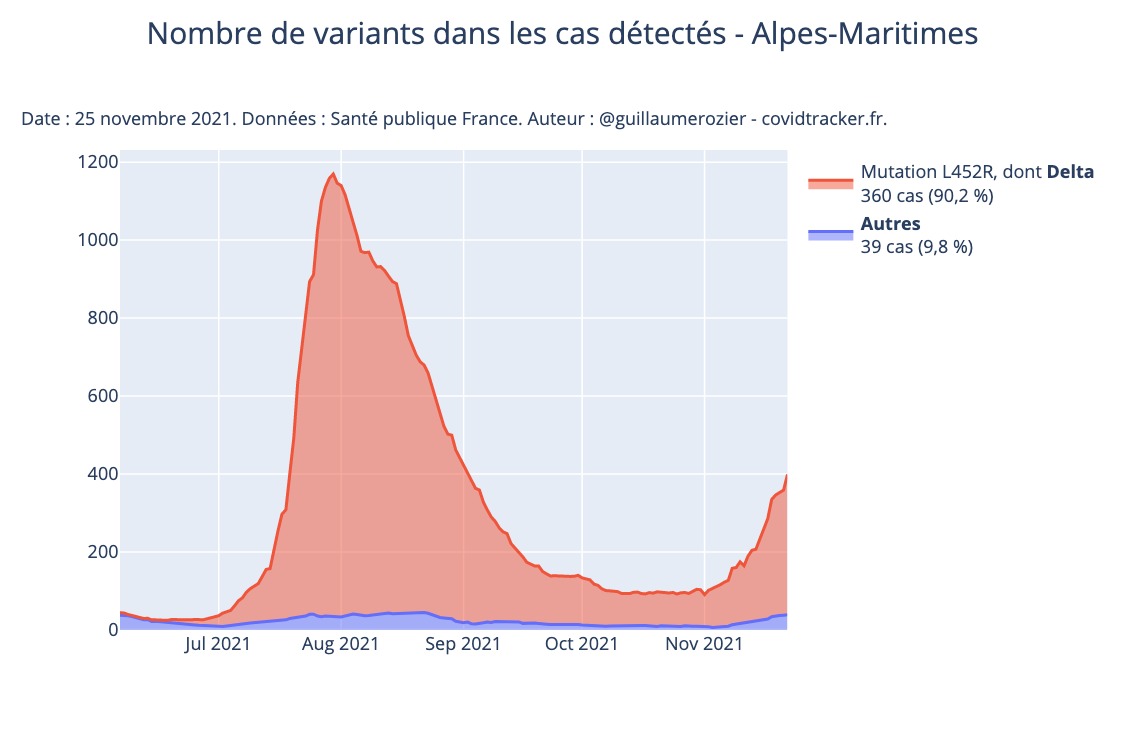 Nombre de variants dans les cas détectés - Alpes-Maritimes
Date : 25 novembre 2021. Données : Santé publique France. Auteur : @guillaumerozier - covidtracker.fr.
Mutation L452R, dont Delta
360 cas (90,2 %)
Autres
39 cas (9,8 %)
1200
1000
800
600
400
200
0
Jul 2021 Aug 2021 Sep 2021 Oct 2021 Nov 2021